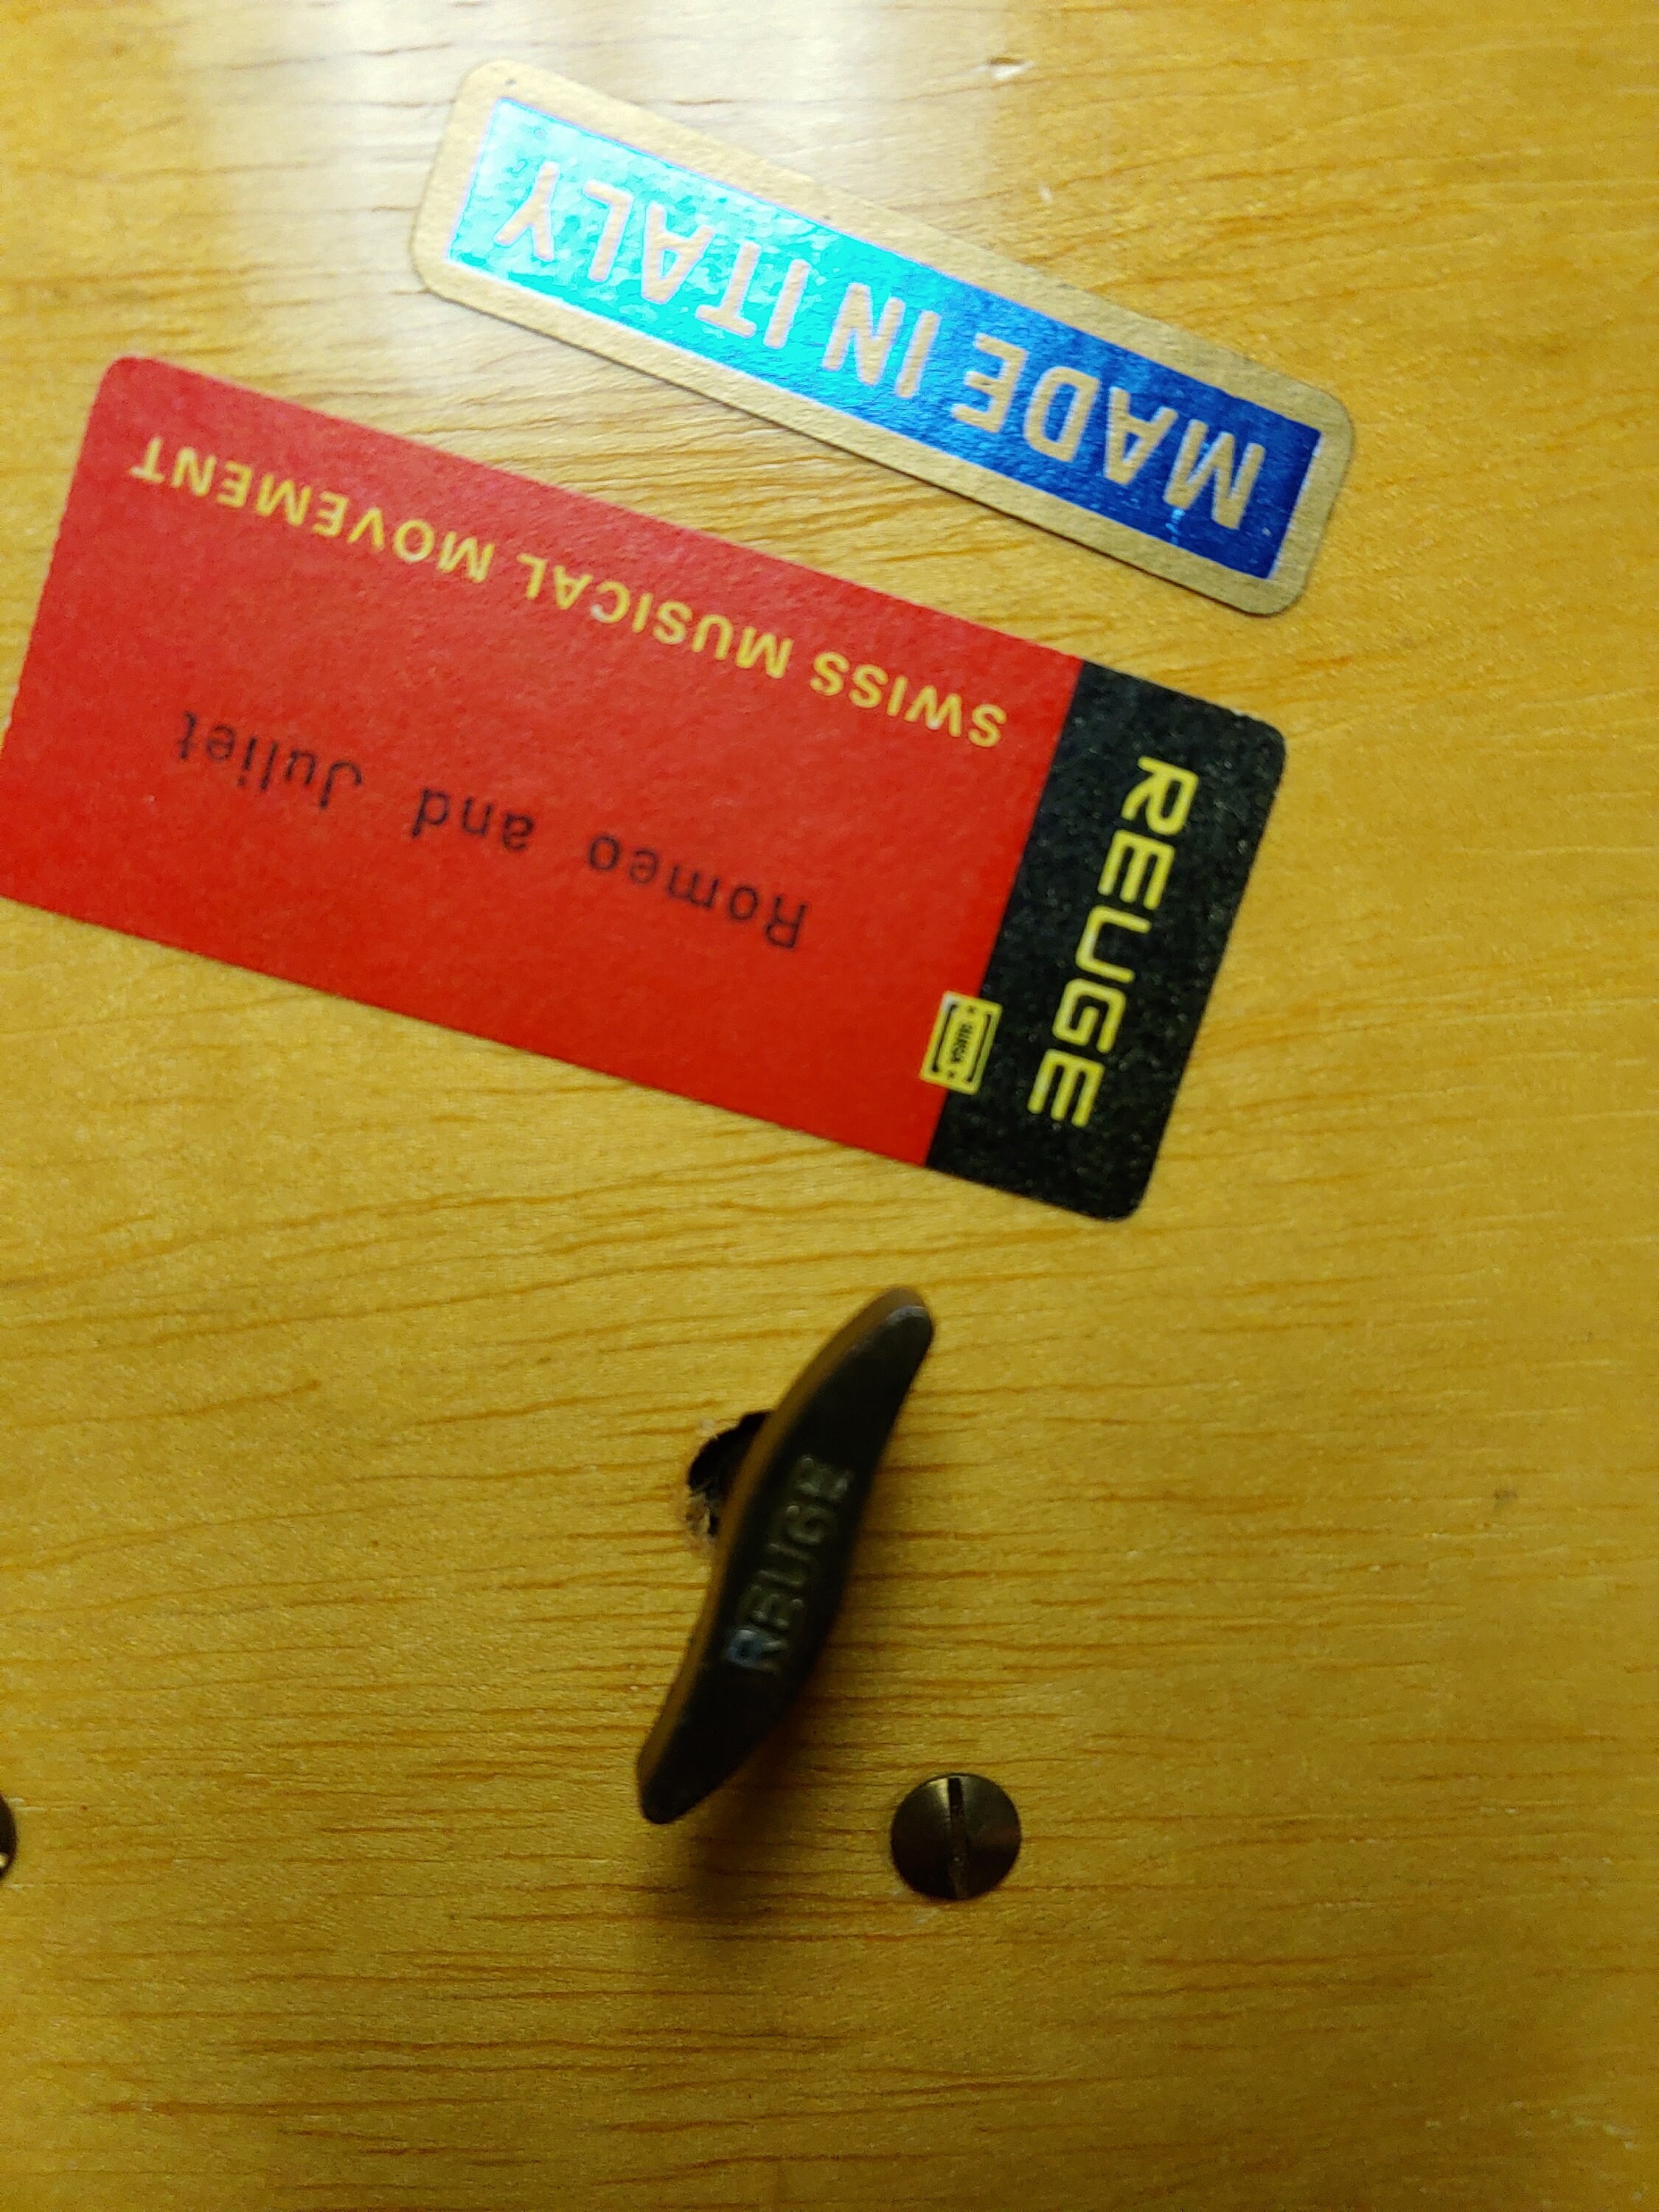 REUGE
SWISS MUSICAL MOVEMENT
Romeo and Juliet
MADE IN ITALY
REUGE